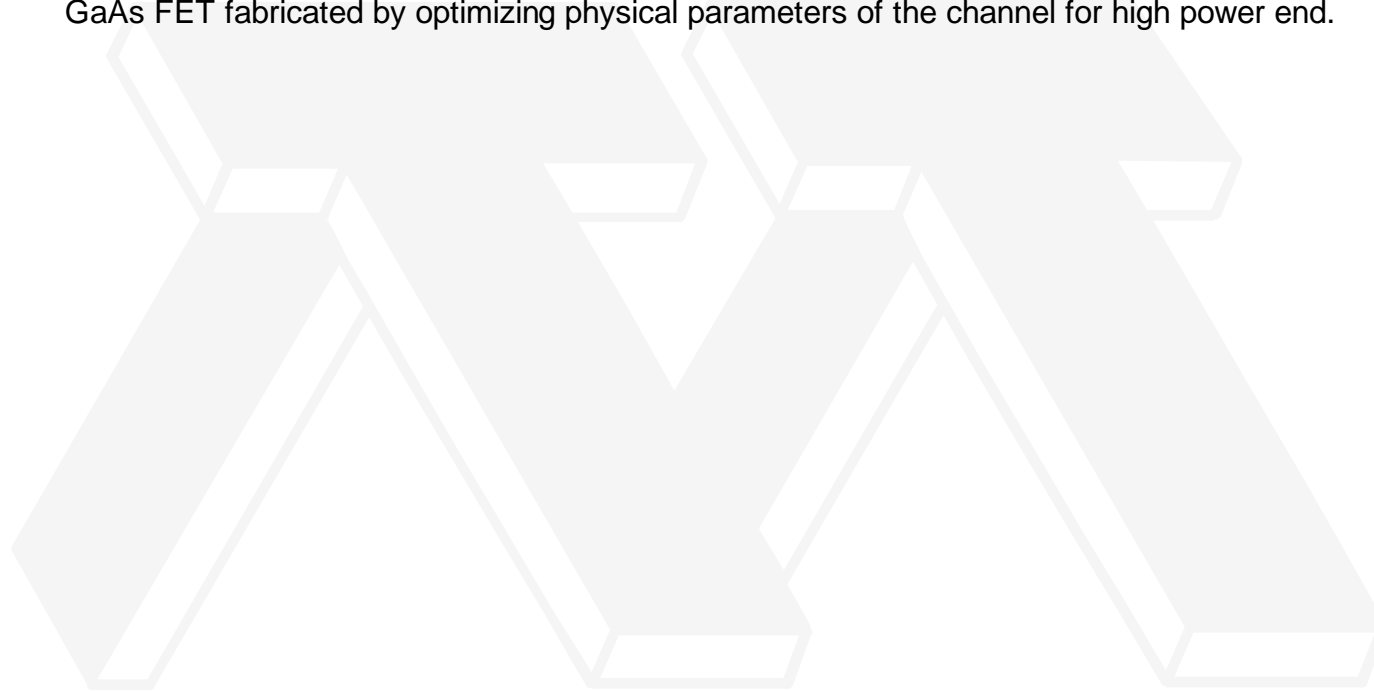 GaAs FET fabricated by optimizing physical parameters of the channel for high power end.